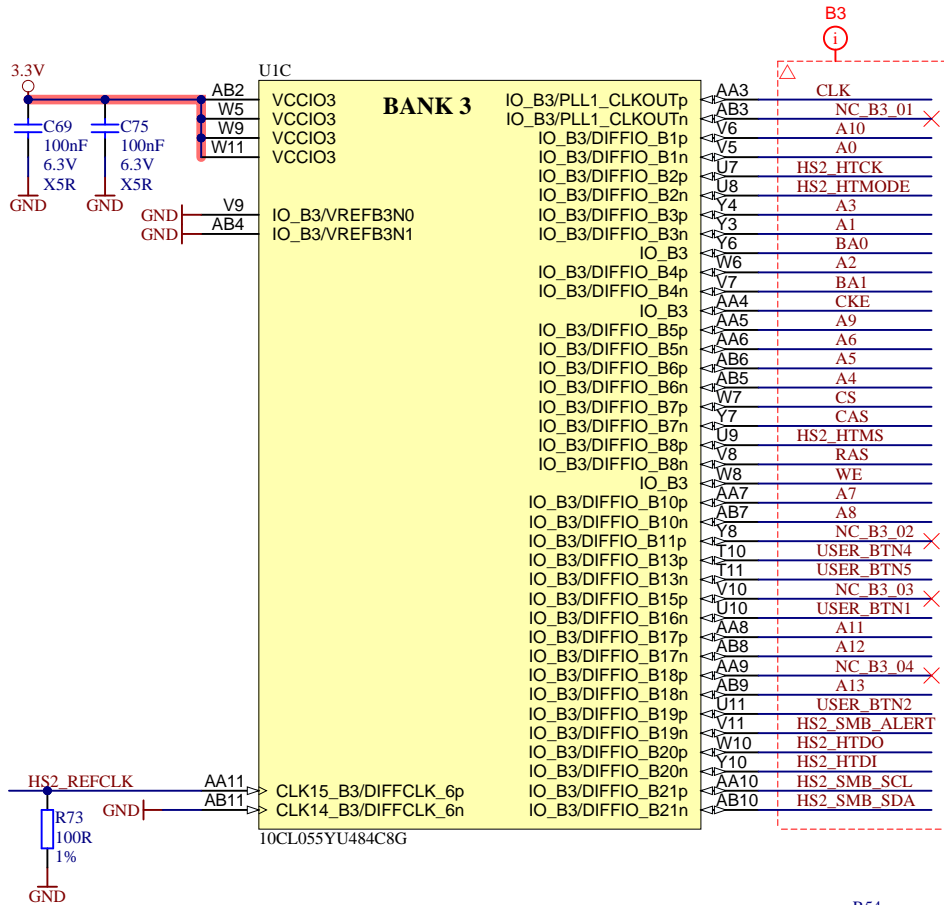 B3
i
3.3V
U1C
AB2 VCCIO3 BANK 3 IO_B3/PLL1_CLKOUTp AA3 CLK
W5 VCCIO3 IO_B3/PLL1_CLKOUTn AB3 NC_B3_01
W9 VCCIO3 IO_B3/DIFFIO_B1p V6 A10
W11 VCCIO3 IO_B3/DIFFIO_B1n V5 A0
C69 C75
100nF 100nF
6.3V 6.3V
X5R X5R
GND GND
IO_B3/DIFFIO_B2p U7 HS2_HTCK
IO_B3/DIFFIO_B2n U8 HS2_HTMODE
GND V9 IO_B3/VREFB3N0 IO_B3/DIFFIO_B3p Y4 A3
GND AB4 IO_B3/VREFB3N1 IO_B3/DIFFIO_B3n Y3 A1
IO_B3 Y6 BA0
IO_B3/DIFFIO_B4p W6 A2
IO_B3/DIFFIO_B4n V7 BA1
IO_B3 AA4 CKE
IO_B3/DIFFIO_B5p AA5 A9
IO_B3/DIFFIO_B5n AA6 A6
IO_B3/DIFFIO_B6p AB6 A5
IO_B3/DIFFIO_B6n AB5 A4
IO_B3/DIFFIO_B7p W7 CS
IO_B3/DIFFIO_B7n Y7 CAS
IO_B3/DIFFIO_B8p U9 HS2_HTMS
IO_B3/DIFFIO_B8n V8 RAS
IO_B3 W8 WE
IO_B3/DIFFIO_B10p AA7 A7
IO_B3/DIFFIO_B10n AB7 A8
IO_B3/DIFFIO_B11p Y8 NC_B3_02
IO_B3/DIFFIO_B13p T10 USER_BTN4
IO_B3/DIFFIO_B13n T11 USER_BTN5
IO_B3/DIFFIO_B15p V10 NC_B3_03
IO_B3/DIFFIO_B16n U10 USER_BTN1
IO_B3/DIFFIO_B17p AA8 A11
IO_B3/DIFFIO_B17n AB8 A12
IO_B3/DIFFIO_B18p AA9 NC_B3_04
IO_B3/DIFFIO_B18n AB9 A13
IO_B3/DIFFIO_B19p U11 USER_BTN2
IO_B3/DIFFIO_B19n V11 HS2_SMB_ALERT
IO_B3/DIFFIO_B20p W10 HS2_HTDO
IO_B3/DIFFIO_B20n Y10 HS2_HTDI
HS2_REFCLK AA11 CLK15_B3/DIFFCLK_6p IO_B3/DIFFIO_B21p AA10 HS2_SMB_SCL
GND AB11 CLK14_B3/DIFFCLK_6n IO_B3/DIFFIO_B21n AB10 HS2_SMB_SDA
R73
100R
1%
GND
10CL055YU484C8G